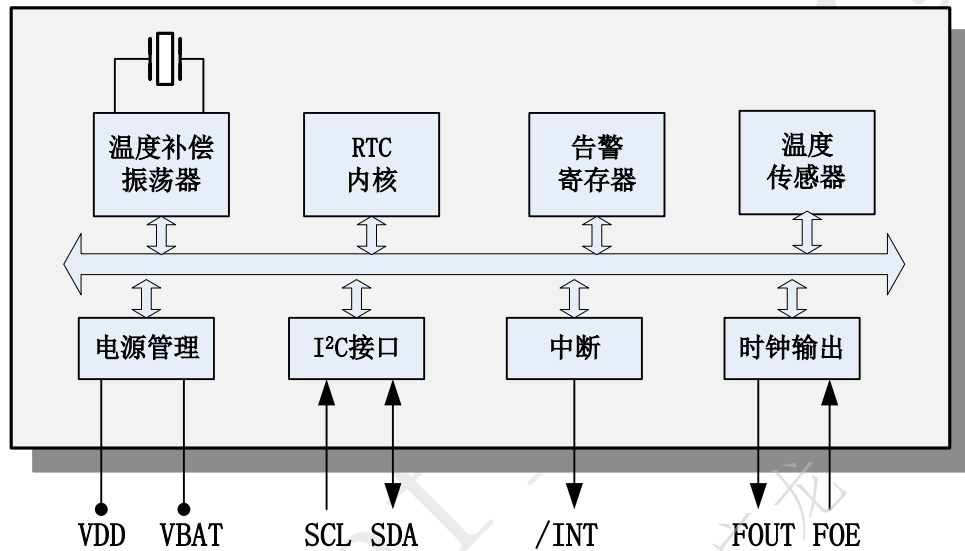 温度补偿
振荡器
RTC
内核
告警
寄存器
温度
传感器
电源管理
I²C接口
中断
时钟输出
VDD VBAT SCL SDA /INT FOUT FOE